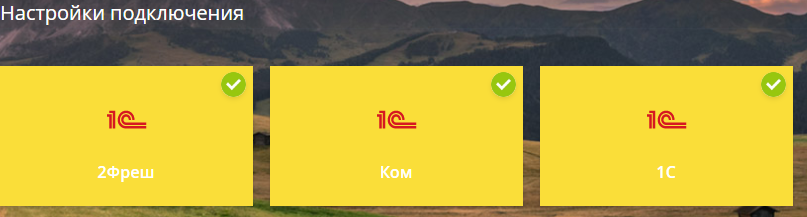 Настройки подключения
1С 1С 1С
2Фреш Ком 1С